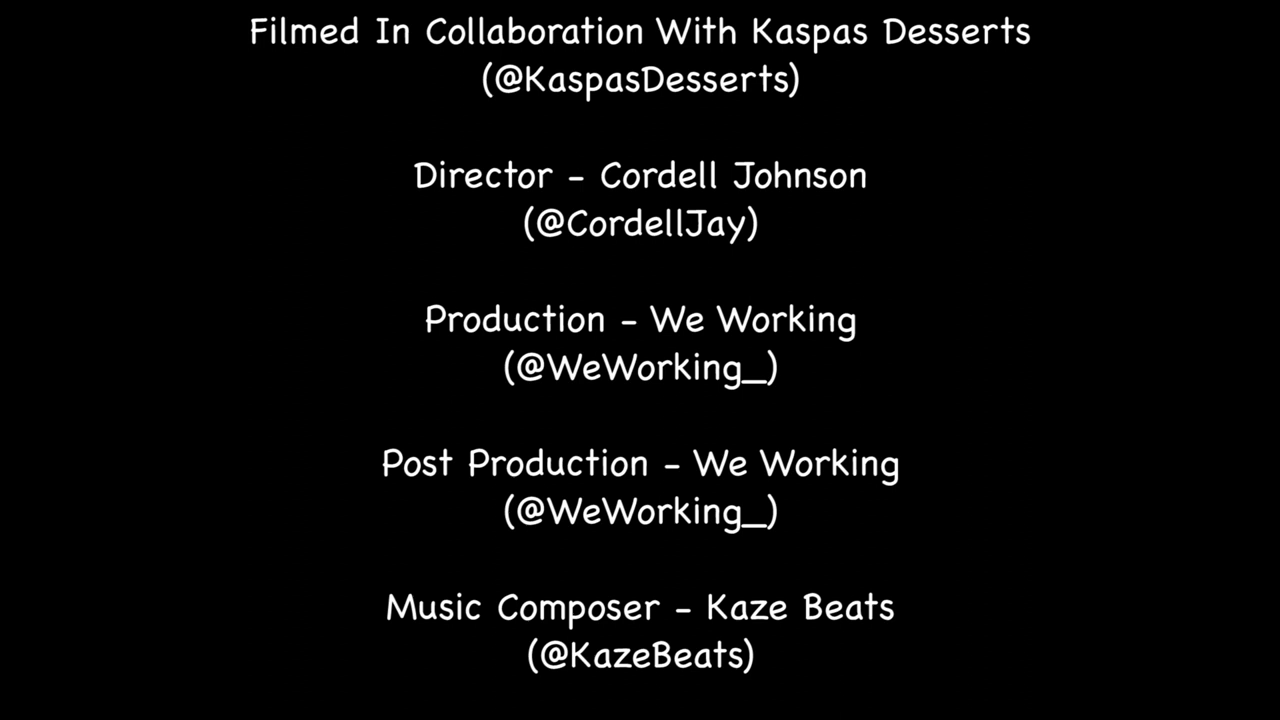 Filmed In Collaboration With Kaspas Desserts
(@KaspasDesserts)
Director - Cordell Johnson
(@CordellJay)
Production - We Working
(@WeWorking_)
Post Production - We Working
(@WeWorking_)
Music Composer - Kaze Beats
(@KazeBeats)